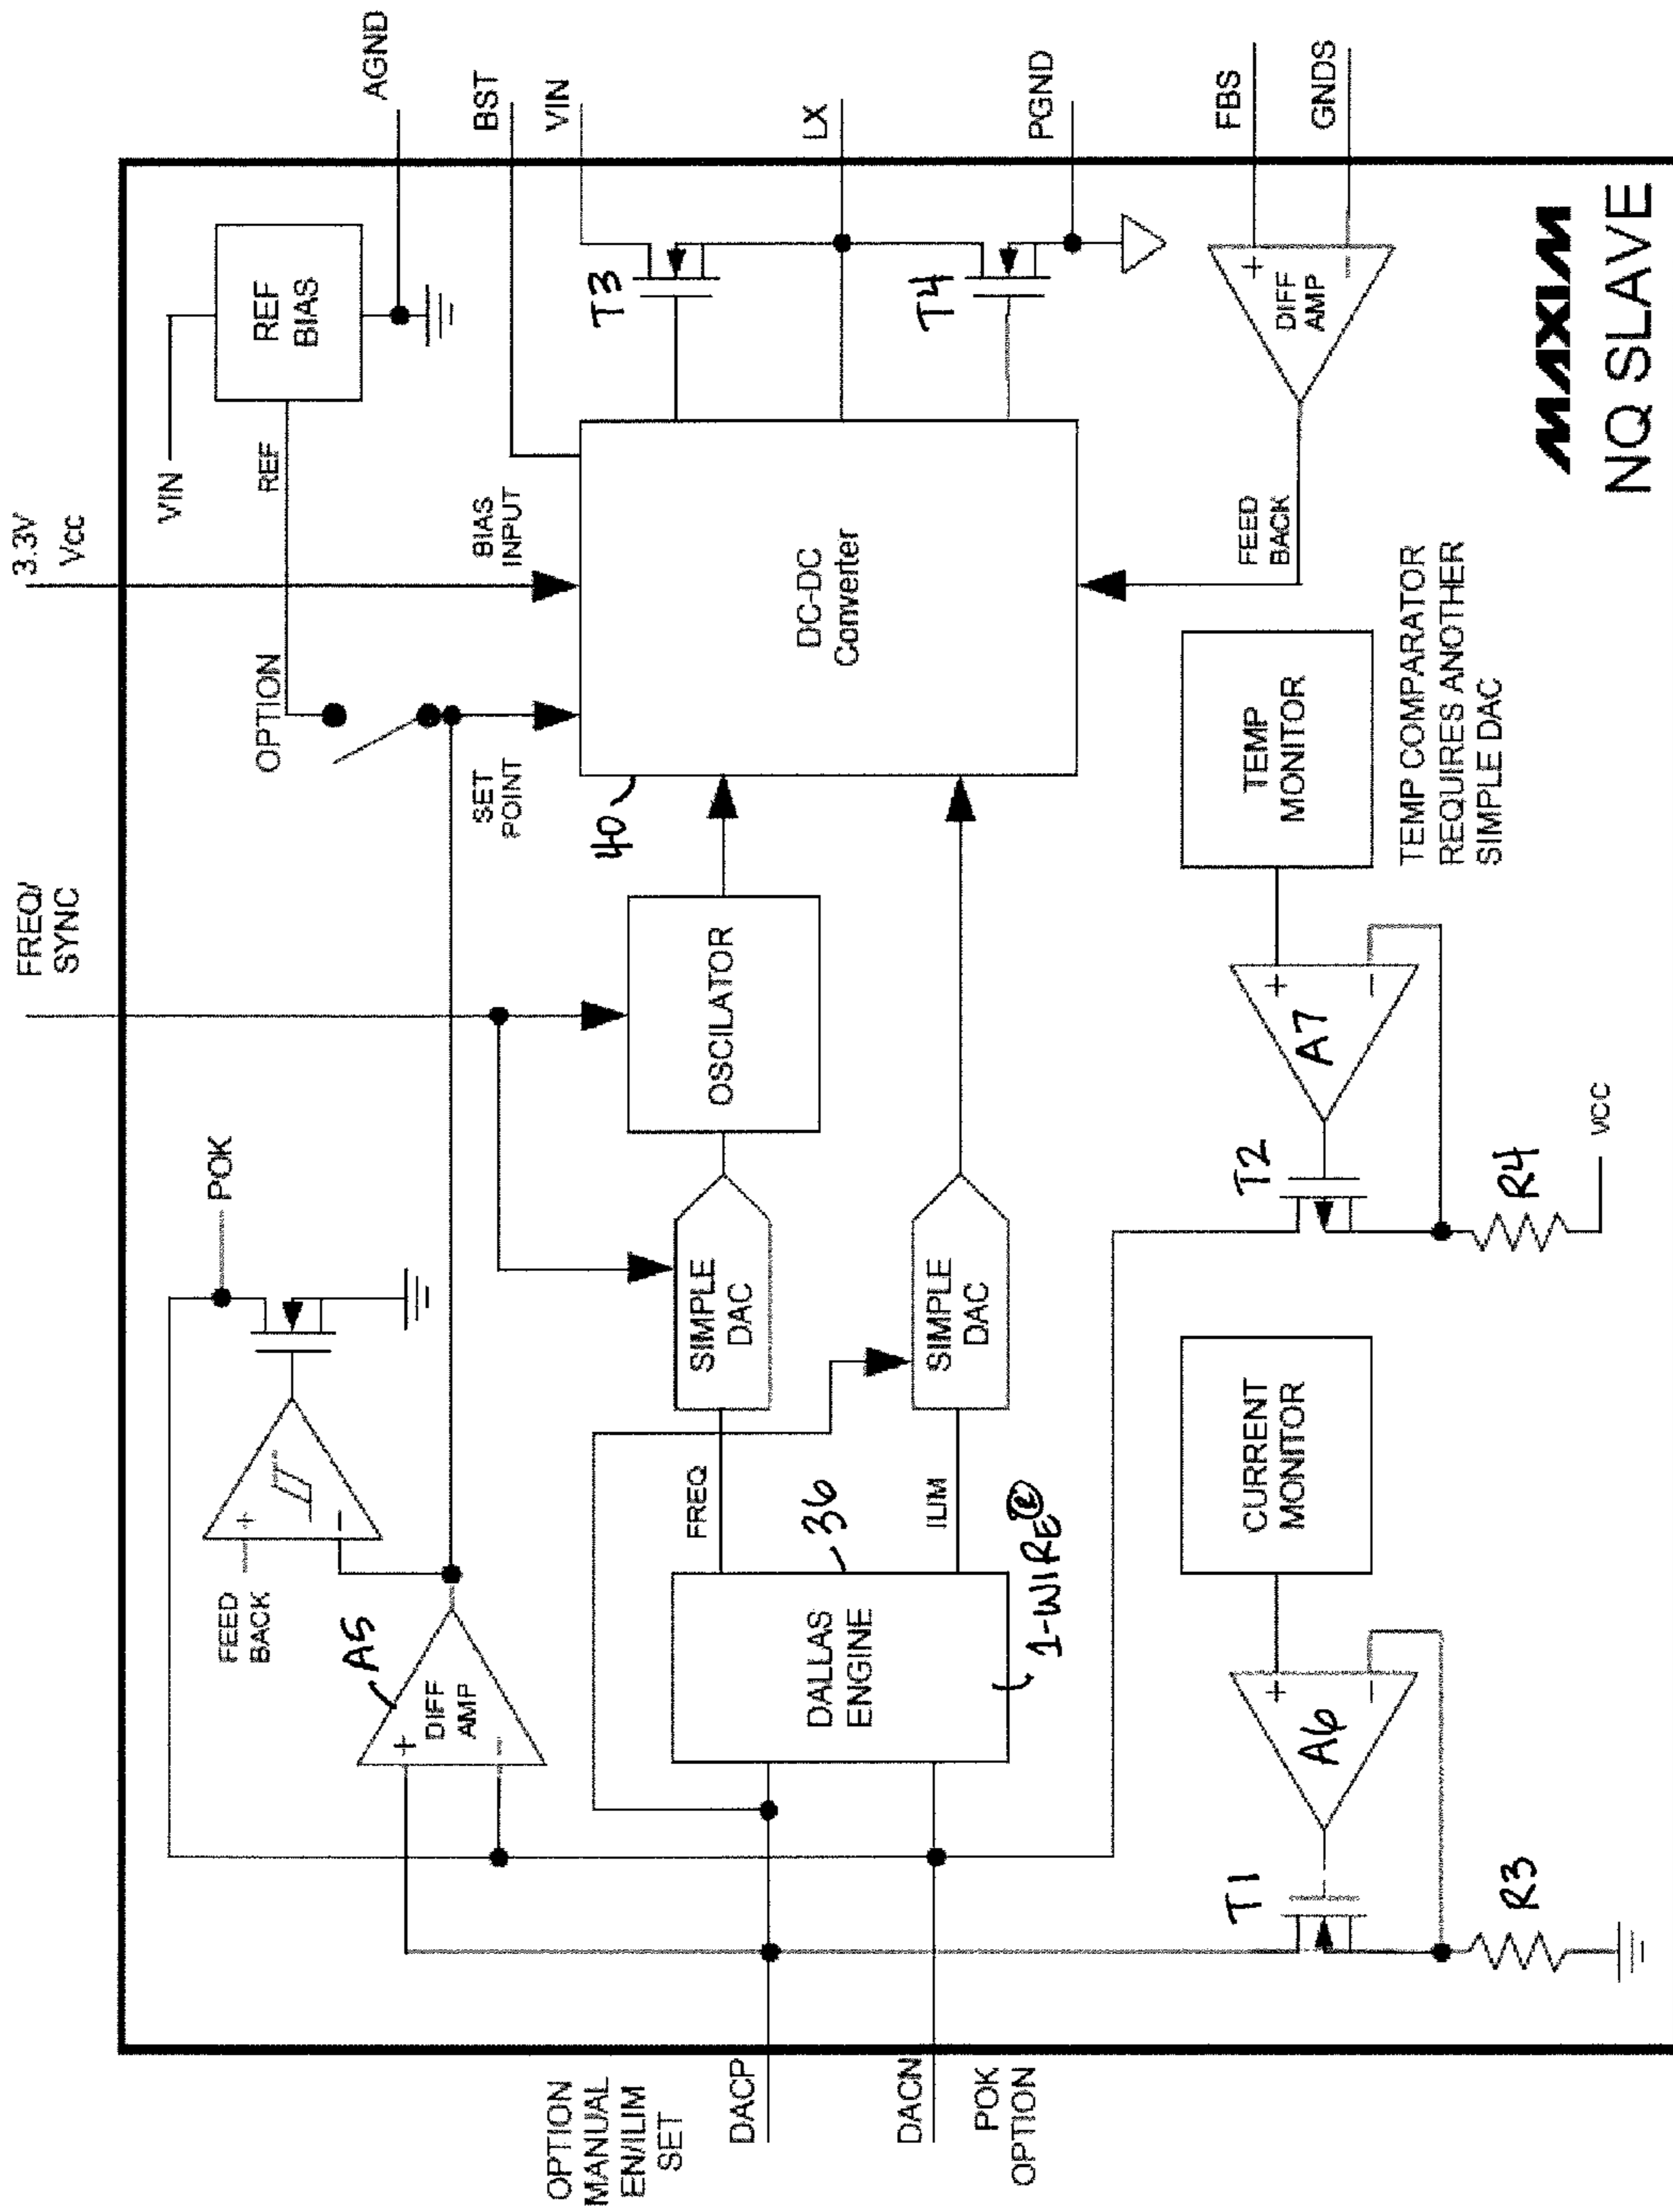 FREQ/
SYNC
3.3V
Vcc
AGND
BST
VIN
LX
PGND
FBS
GNDS
POK
FEED
BACK
+
-
A5
DIFF
AMP
+
-
OPTION
REF
VIN
REF
BIAS
SET
POINT
BIAS
INPUT
OPTION
MANUAL
EN/ILIM
SET
DACP
DACN
POK
OPTION
DALLAS
ENGINE
36
1-WIRE®
FREQ
ILIM
SIMPLE
DAC
SIMPLE
DAC
OSCILATOR
40
DC-DC
Converter
T3
T4
FEED
BACK
DIFF
AMP
+
-
T1
A6
+
-
R3
CURRENT
MONITOR
T2
A7
+
-
R4
VCC
TEMP
MONITOR
TEMP COMPARATOR
REQUIRES ANOTHER
SIMPLE DAC
MAXIM
NQ SLAVE